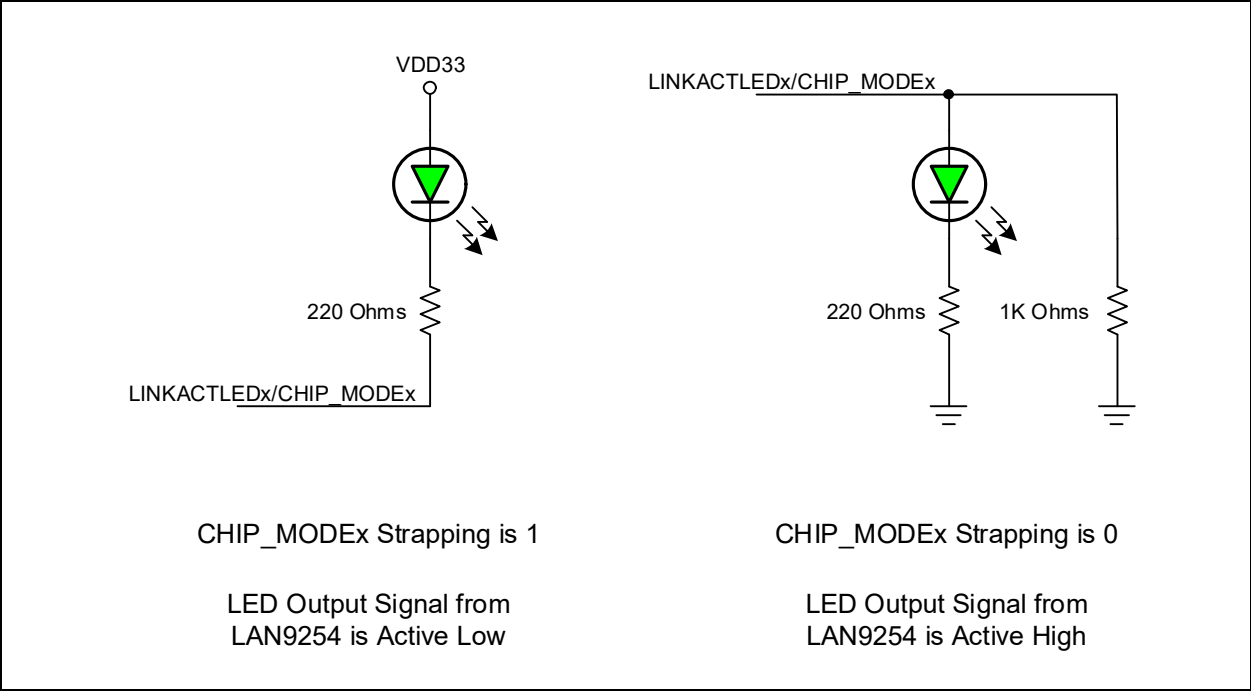 VDD33
220 Ohms
LINKACTLEDx/CHIP_MODEx
CHIP_MODEx Strapping is 1
LED Output Signal from
LAN9254 is Active Low
LINKACTLEDx/CHIP_MODEx
220 Ohms
1K Ohms
CHIP_MODEx Strapping is 0
LED Output Signal from
LAN9254 is Active High